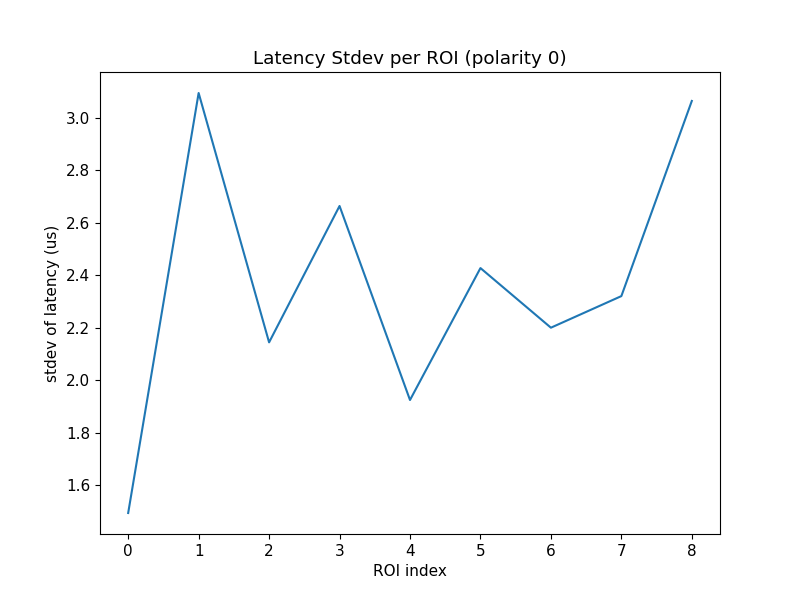 Latency Stdev per ROI (polarity 0)
stdev of latency (us)
3.0
2.8
2.6
2.4
2.2
2.0
1.8
1.6
0 1 2 3 4 5 6 7 8
ROI index